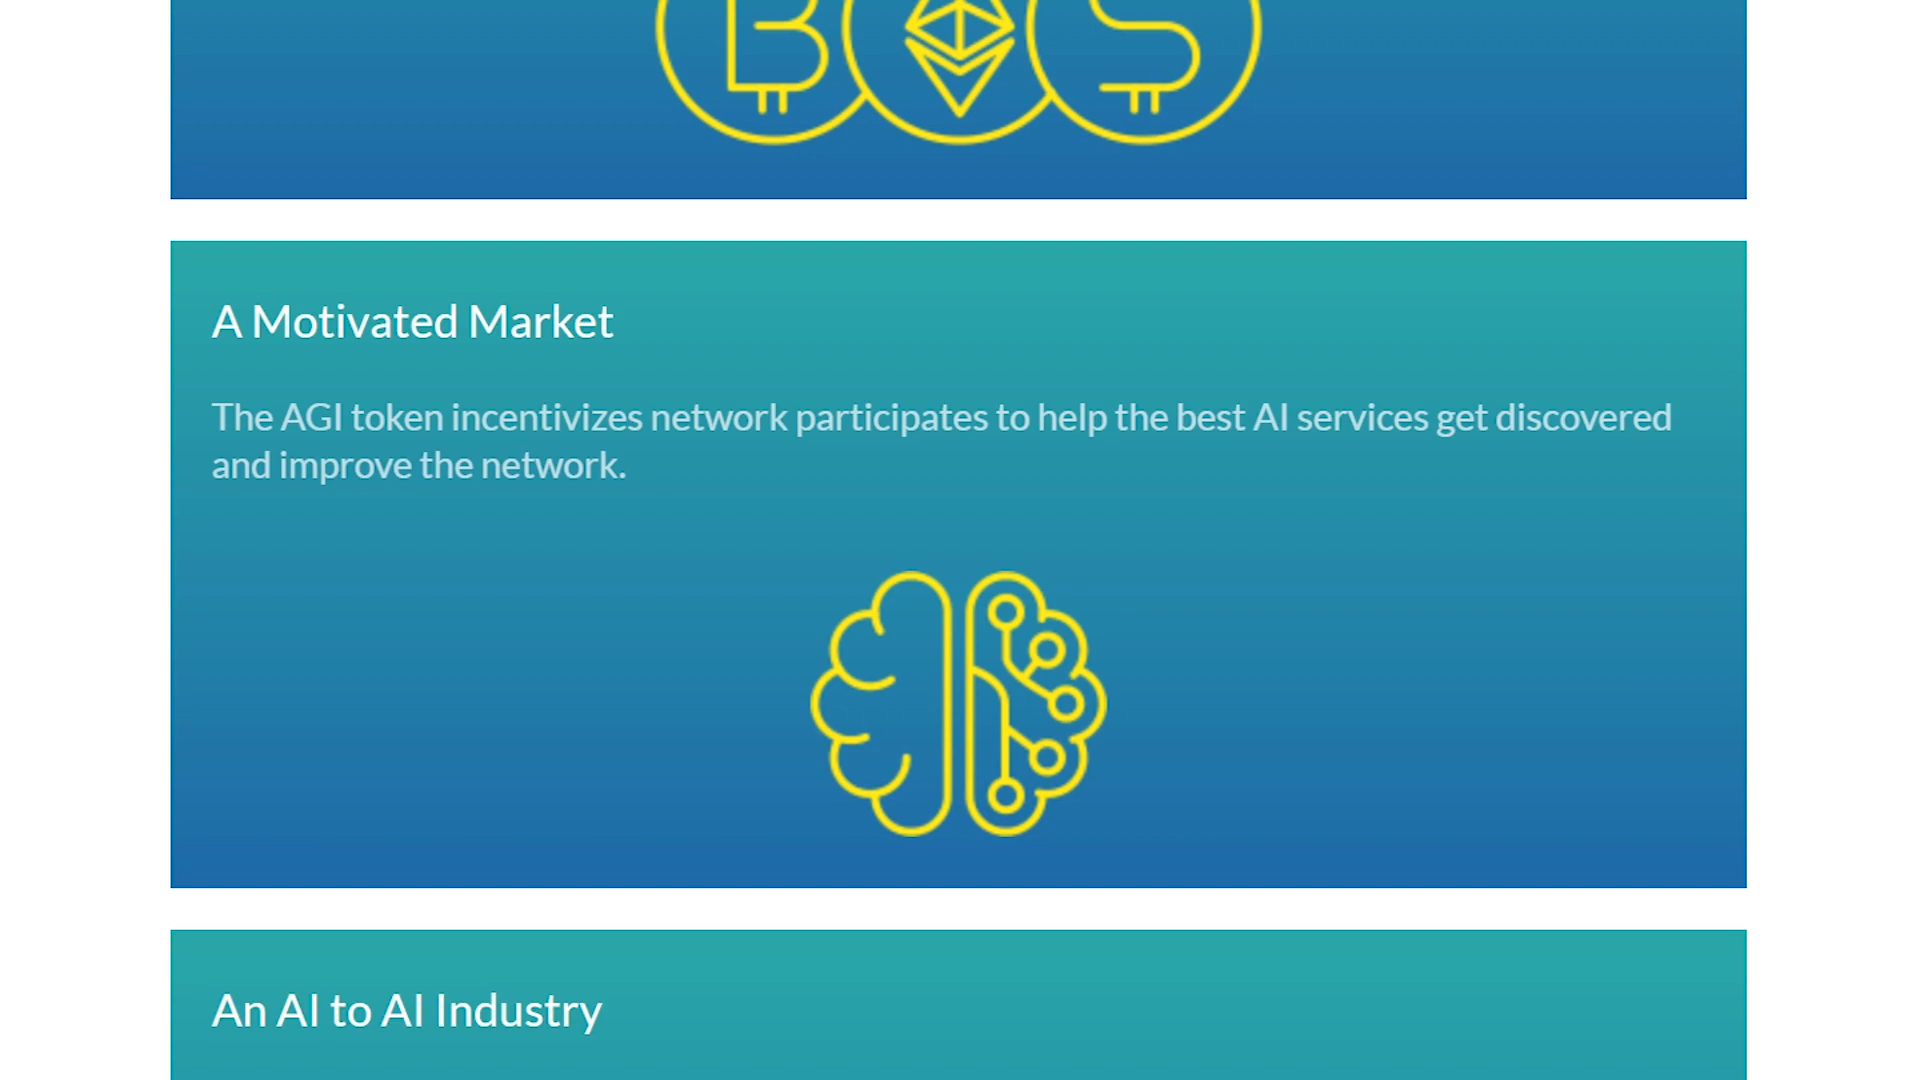 A Motivated Market
The AGI token incentivizes network participates to help the best AI services get discovered
and improve the network.
An AI to AI Industry